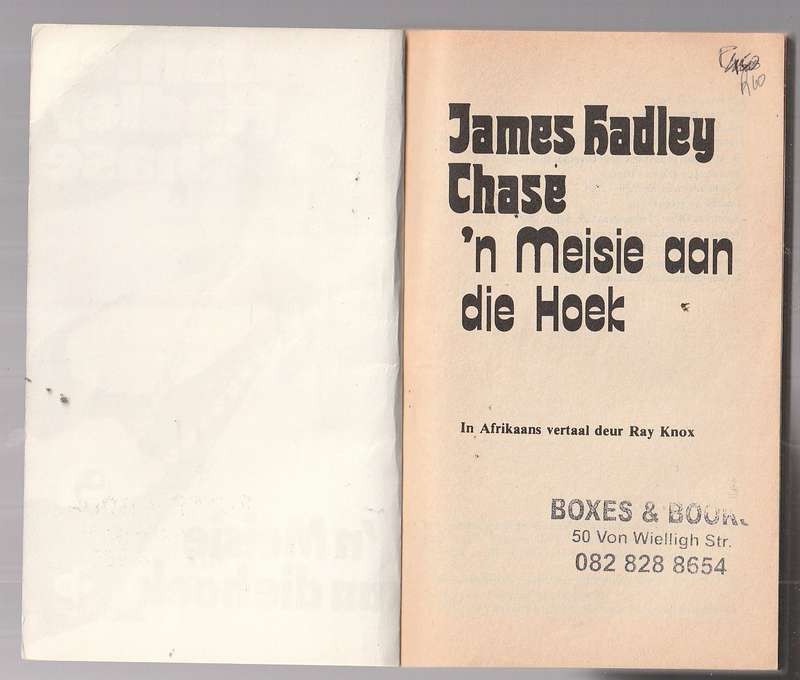 James Hadley
Chase
'n Meisie aan
die Hoek
In Afrikaans vertaal deur Ray Knox
BOXES & BOOK
50 Von Wielligh Str.
082 828 8654